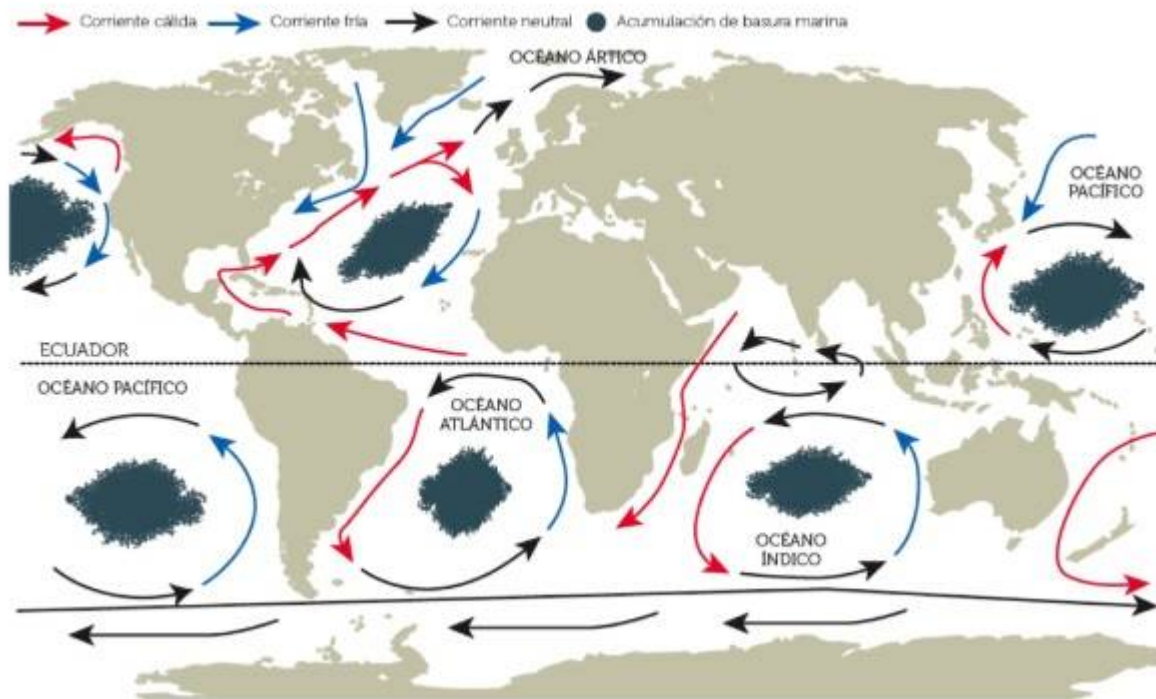 Corriente cálida Corriente fría Corriente neutral Acumulación de basura marina
OCÉANO ÁRTICO
OCÉANO
PACÍFICO
ECUADOR
OCÉANO PACÍFICO
OCÉANO
ATLÁNTICO
OCÉANO
ÍNDICO